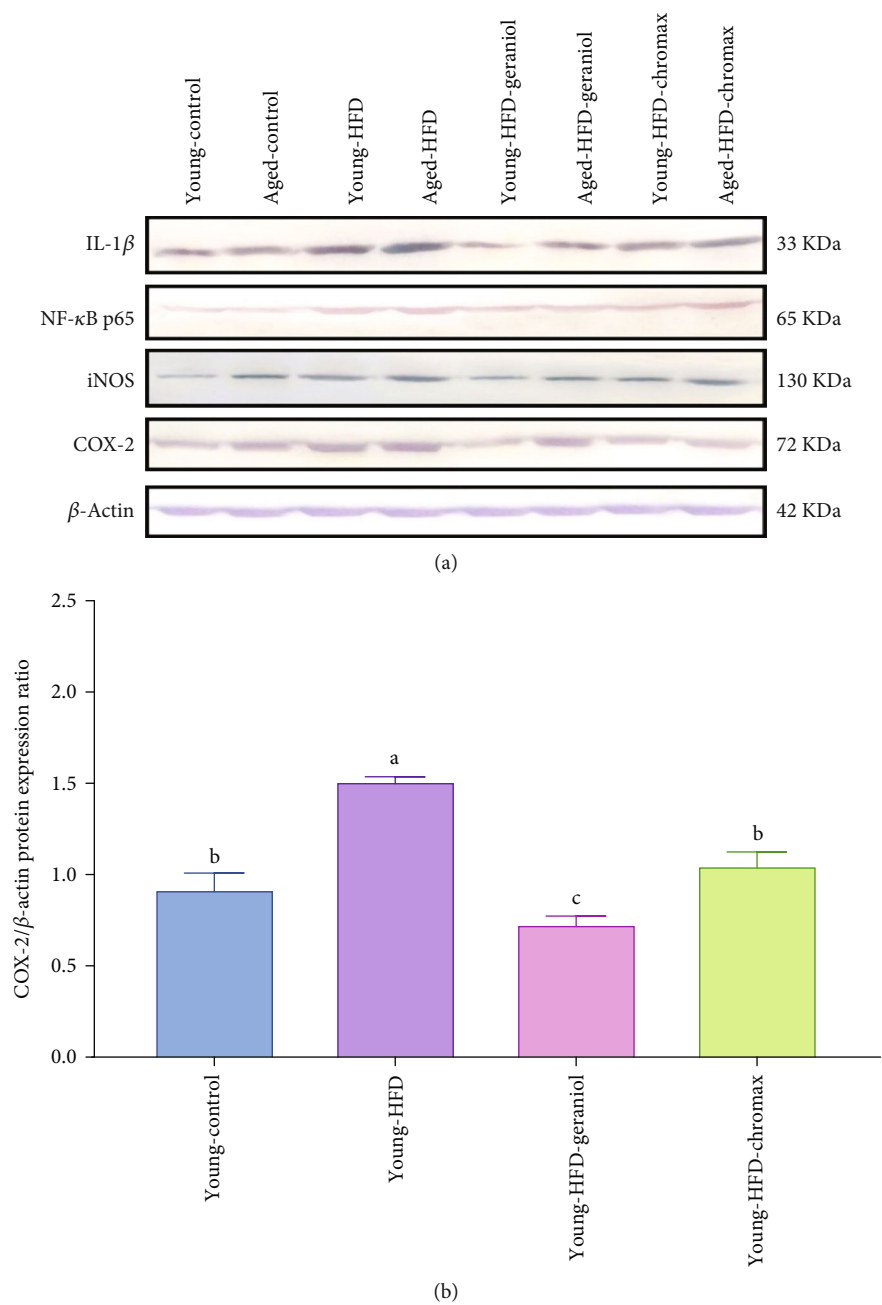 Young-control
Aged-control
Young-HFD
Aged-HFD
Young-HFD-geraniol
Aged-HFD-geraniol
Young-HFD-chromax
Aged-HFD-chromax
IL-1β 33 KDa
NF-κB p65 65 KDa
iNOS 130 KDa
COX-2 72 KDa
β-Actin 42 KDa
(a)
COX-2/β-actin protein expression ratio
2.5
2.0
1.5
1.0
0.5
0.0
b
a
c
b
Young-control
Young-HFD
Young-HFD-geraniol
Young-HFD-chromax
(b)